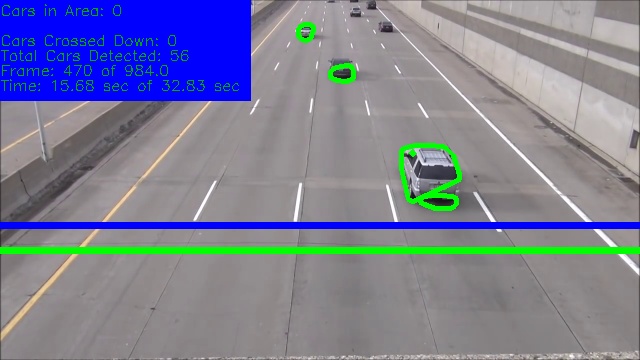 Cars in Area: 0
Cars Crossed Down: 0
Total Cars Detected: 56
Frame: 470 of 984.0
Time: 15.68 sec of 32.83 sec